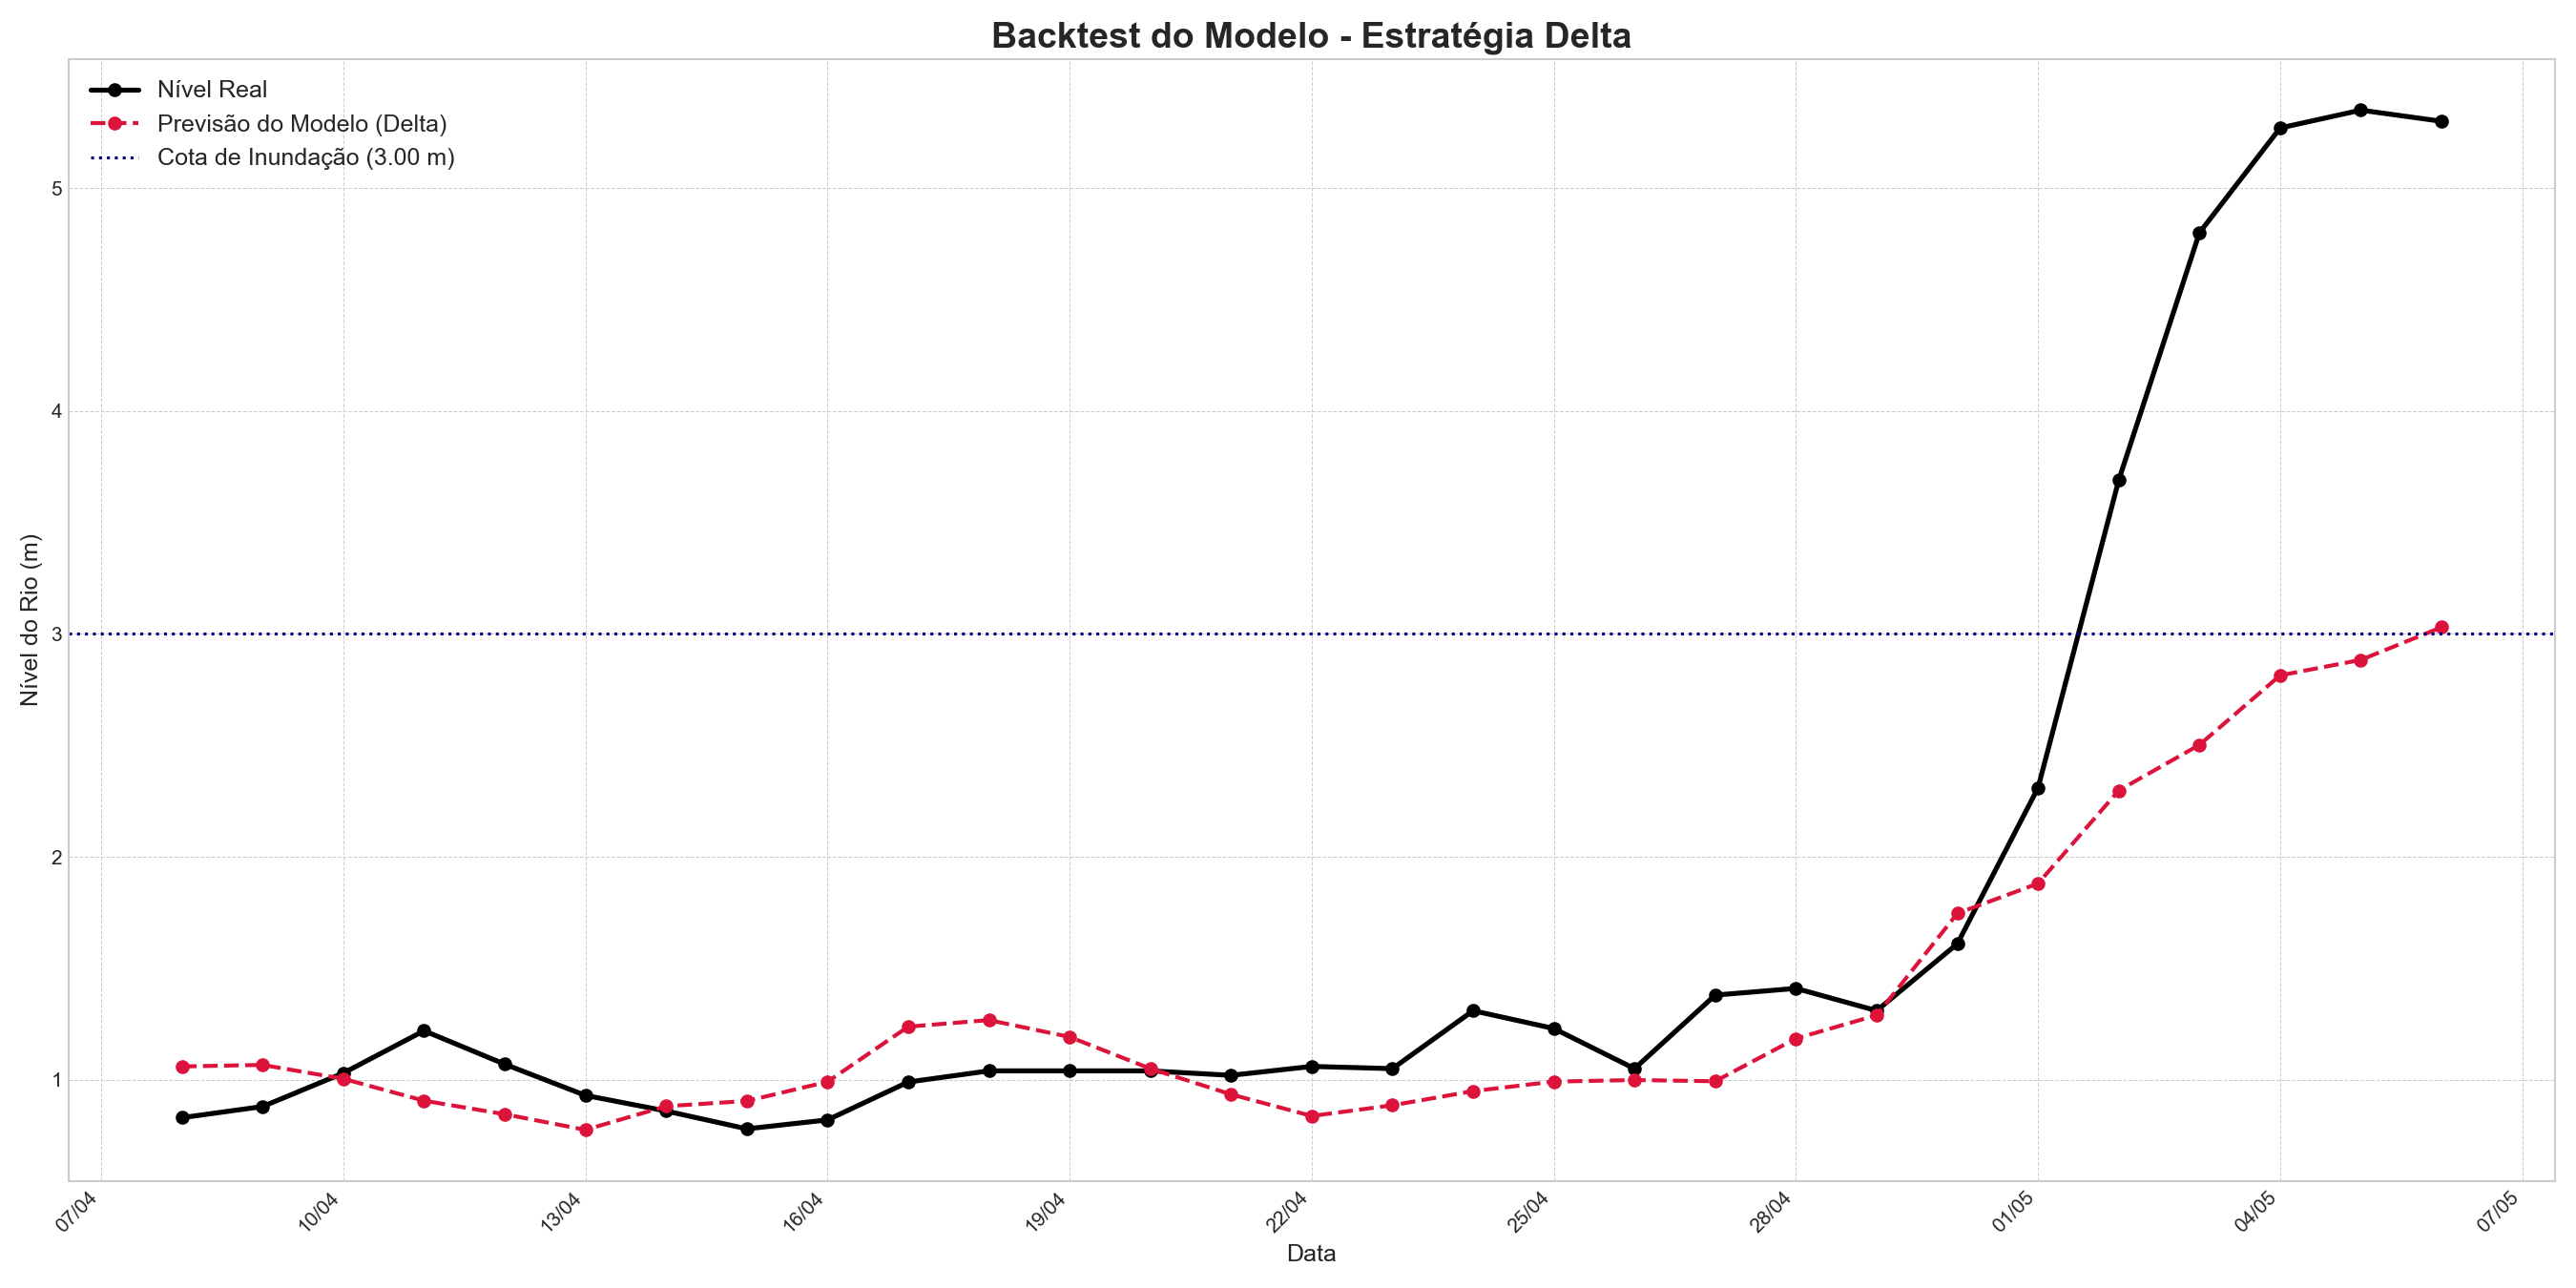 Backtest do Modelo - Estratégia Delta
Nível Real
Previsão do Modelo (Delta)
Cota de Inundação (3.00 m)
Nível do Rio (m)
5
4
3
2
1
07/04
10/04
13/04
16/04
19/04
22/04
25/04
28/04
01/05
04/05
07/05
Data